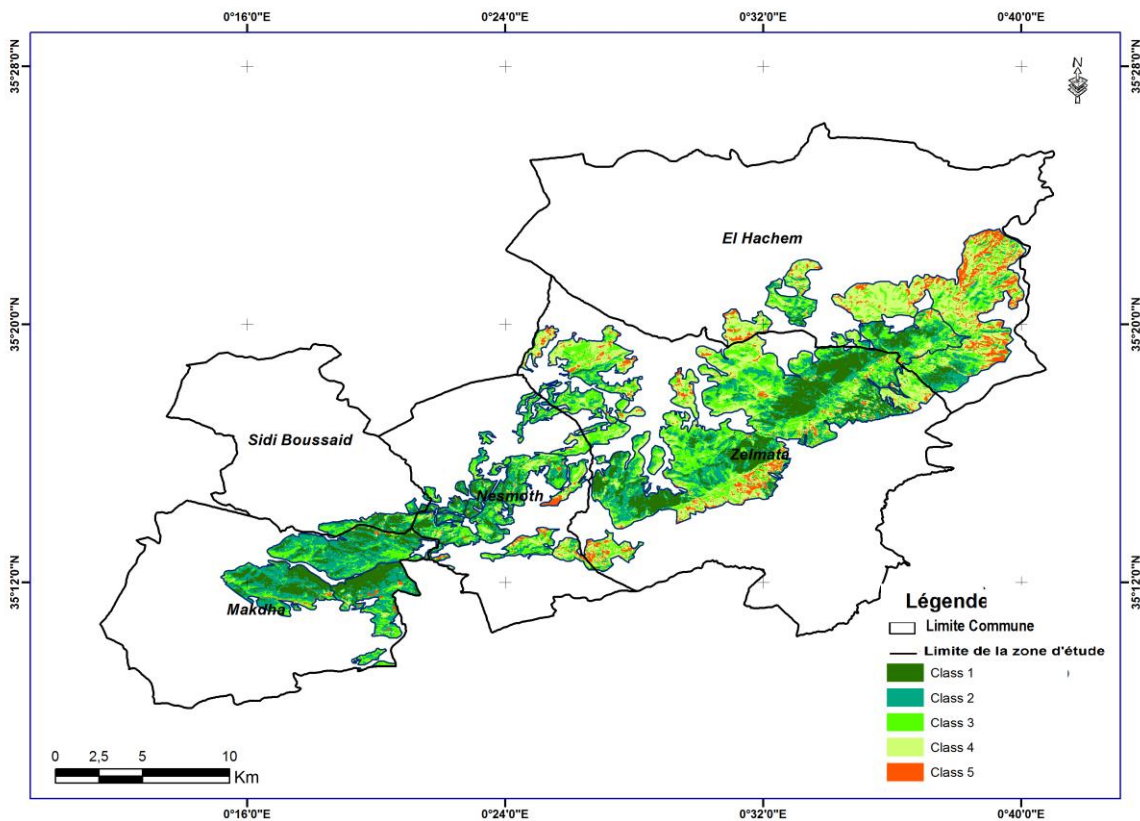 0°16'0"E 0°24'0"E 0°32'0"E 0°40'0"E
35°28'0"N 35°28'0"N
N
El Hachem
35°20'0"N 35°20'0"N
Sidi Boussaid
Zelmata
Nesmoth
35°12'0"N 35°12'0"N
Makdha
Légende
Limite Commune
Limite de la zone d'étude
Class 1
Class 2
Class 3
Class 4
Class 5
0 2,5 5 10
Km
0°16'0"E 0°24'0"E 0°32'0"E 0°40'0"E